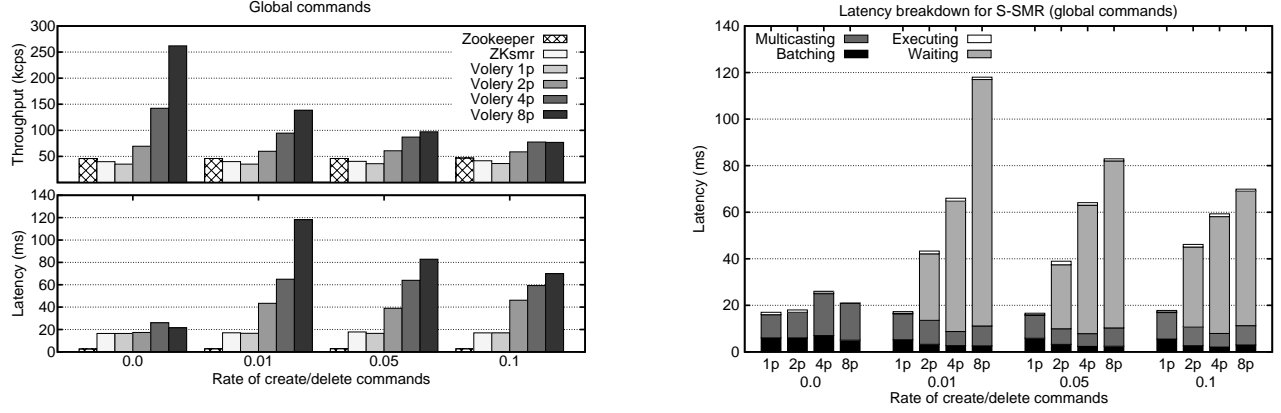 Global commands
Throughput (kcps)
300
250
200
150
100
50
Zookeeper
ZKsmr
Volery 1p
Volery 2p
Volery 4p
Volery 8p
Latency (ms)
140
120
100
80
60
40
20
0
0.0 0.01 0.05 0.1
Rate of create/delete commands
Latency breakdown for S-SMR (global commands)
Latency (ms)
140
120
100
80
60
40
20
0
Multicasting Executing
Batching Waiting
1p 2p 4p 8p 1p 2p 4p 8p 1p 2p 4p 8p 1p 2p 4p 8p
0.0 0.01 0.05 0.1
Rate of create/delete commands